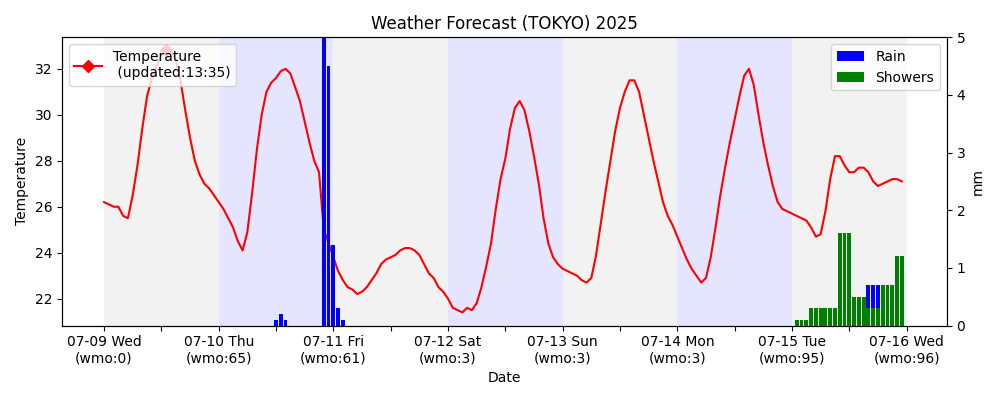 Weather Forecast (TOKYO) 2025
Temperature
(updated:13:35)
Rain
Showers
Temperature
32
30
28
26
24
22
5
4
3
2
1
0
mm
07-09 Wed
(wmo:0)
07-10 Thu
(wmo:65)
07-11 Fri
(wmo:61)
07-12 Sat
(wmo:3)
07-13 Sun
(wmo:3)
07-14 Mon
(wmo:3)
07-15 Tue
(wmo:95)
07-16 Wed
(wmo:96)
Date